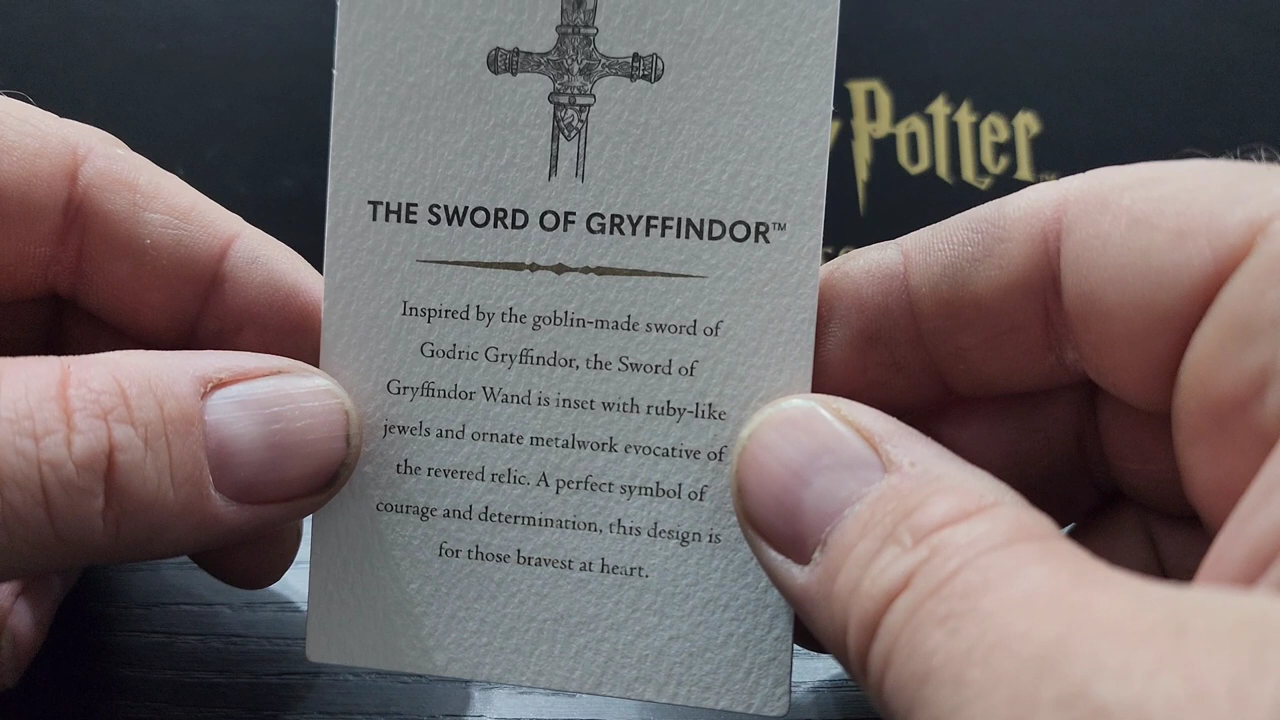 Potter
THE SWORD OF GRYFFINDOR™
Inspired by the goblin-made sword of
Godric Gryffindor, the Sword of
Gryffindor Wand is inset with ruby-like
jewels and ornate metalwork evocative of
the revered relic. A perfect symbol of
courage and determination, this design is
for those bravest at heart.